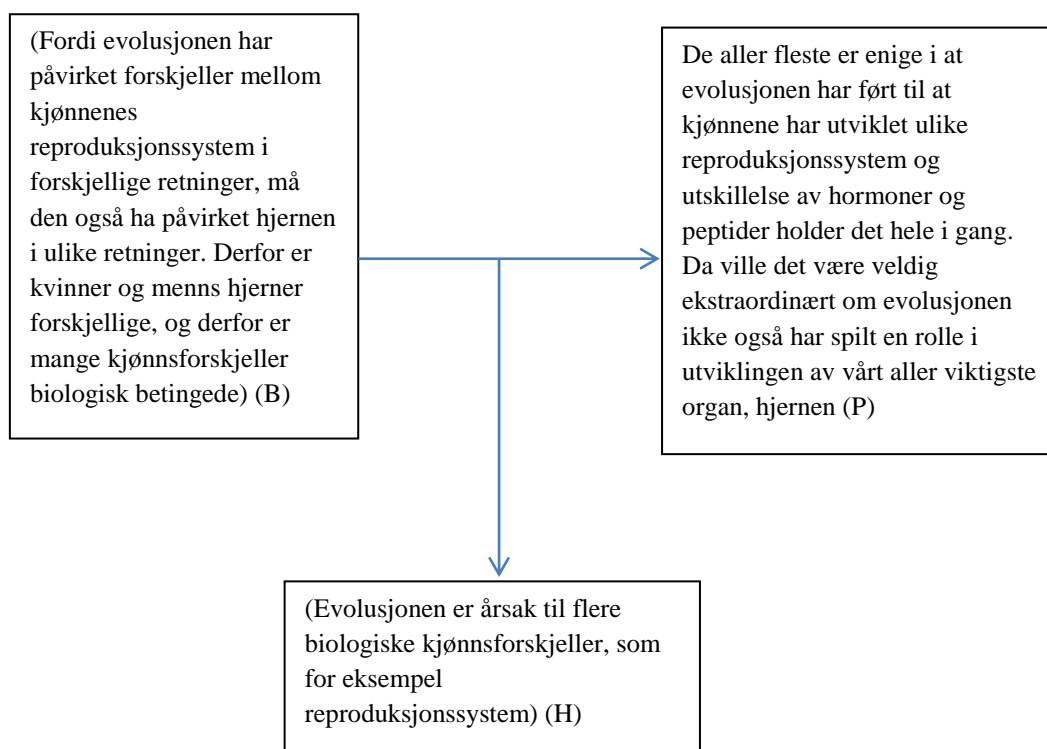 (Fordi evolusjonen har
påvirket forskjeller mellom
kjønnenes
reproduksjonssystem i
forskjellige retninger, må
den også ha påvirket hjernen
i ulike retninger. Derfor er
kvinner og menns hjerner
forskjellige, og derfor er
mange kjønnsforskjeller
biologisk betingede) (B)
De aller fleste er enige i at
evolusjonen har ført til at
kjønnene har utviklet ulike
reproduksjonssystem og
utskillelse av hormoner og
peptider holder det hele i gang.
Da ville det være veldig
ekstraordinært om evolusjonen
ikke også har spilt en rolle i
utviklingen av vårt aller viktigste
organ, hjernen (P)
(Evolusjonen er årsak til flere
biologiske kjønnsforskjeller, som
for eksempel
reproduksjonssystem) (H)